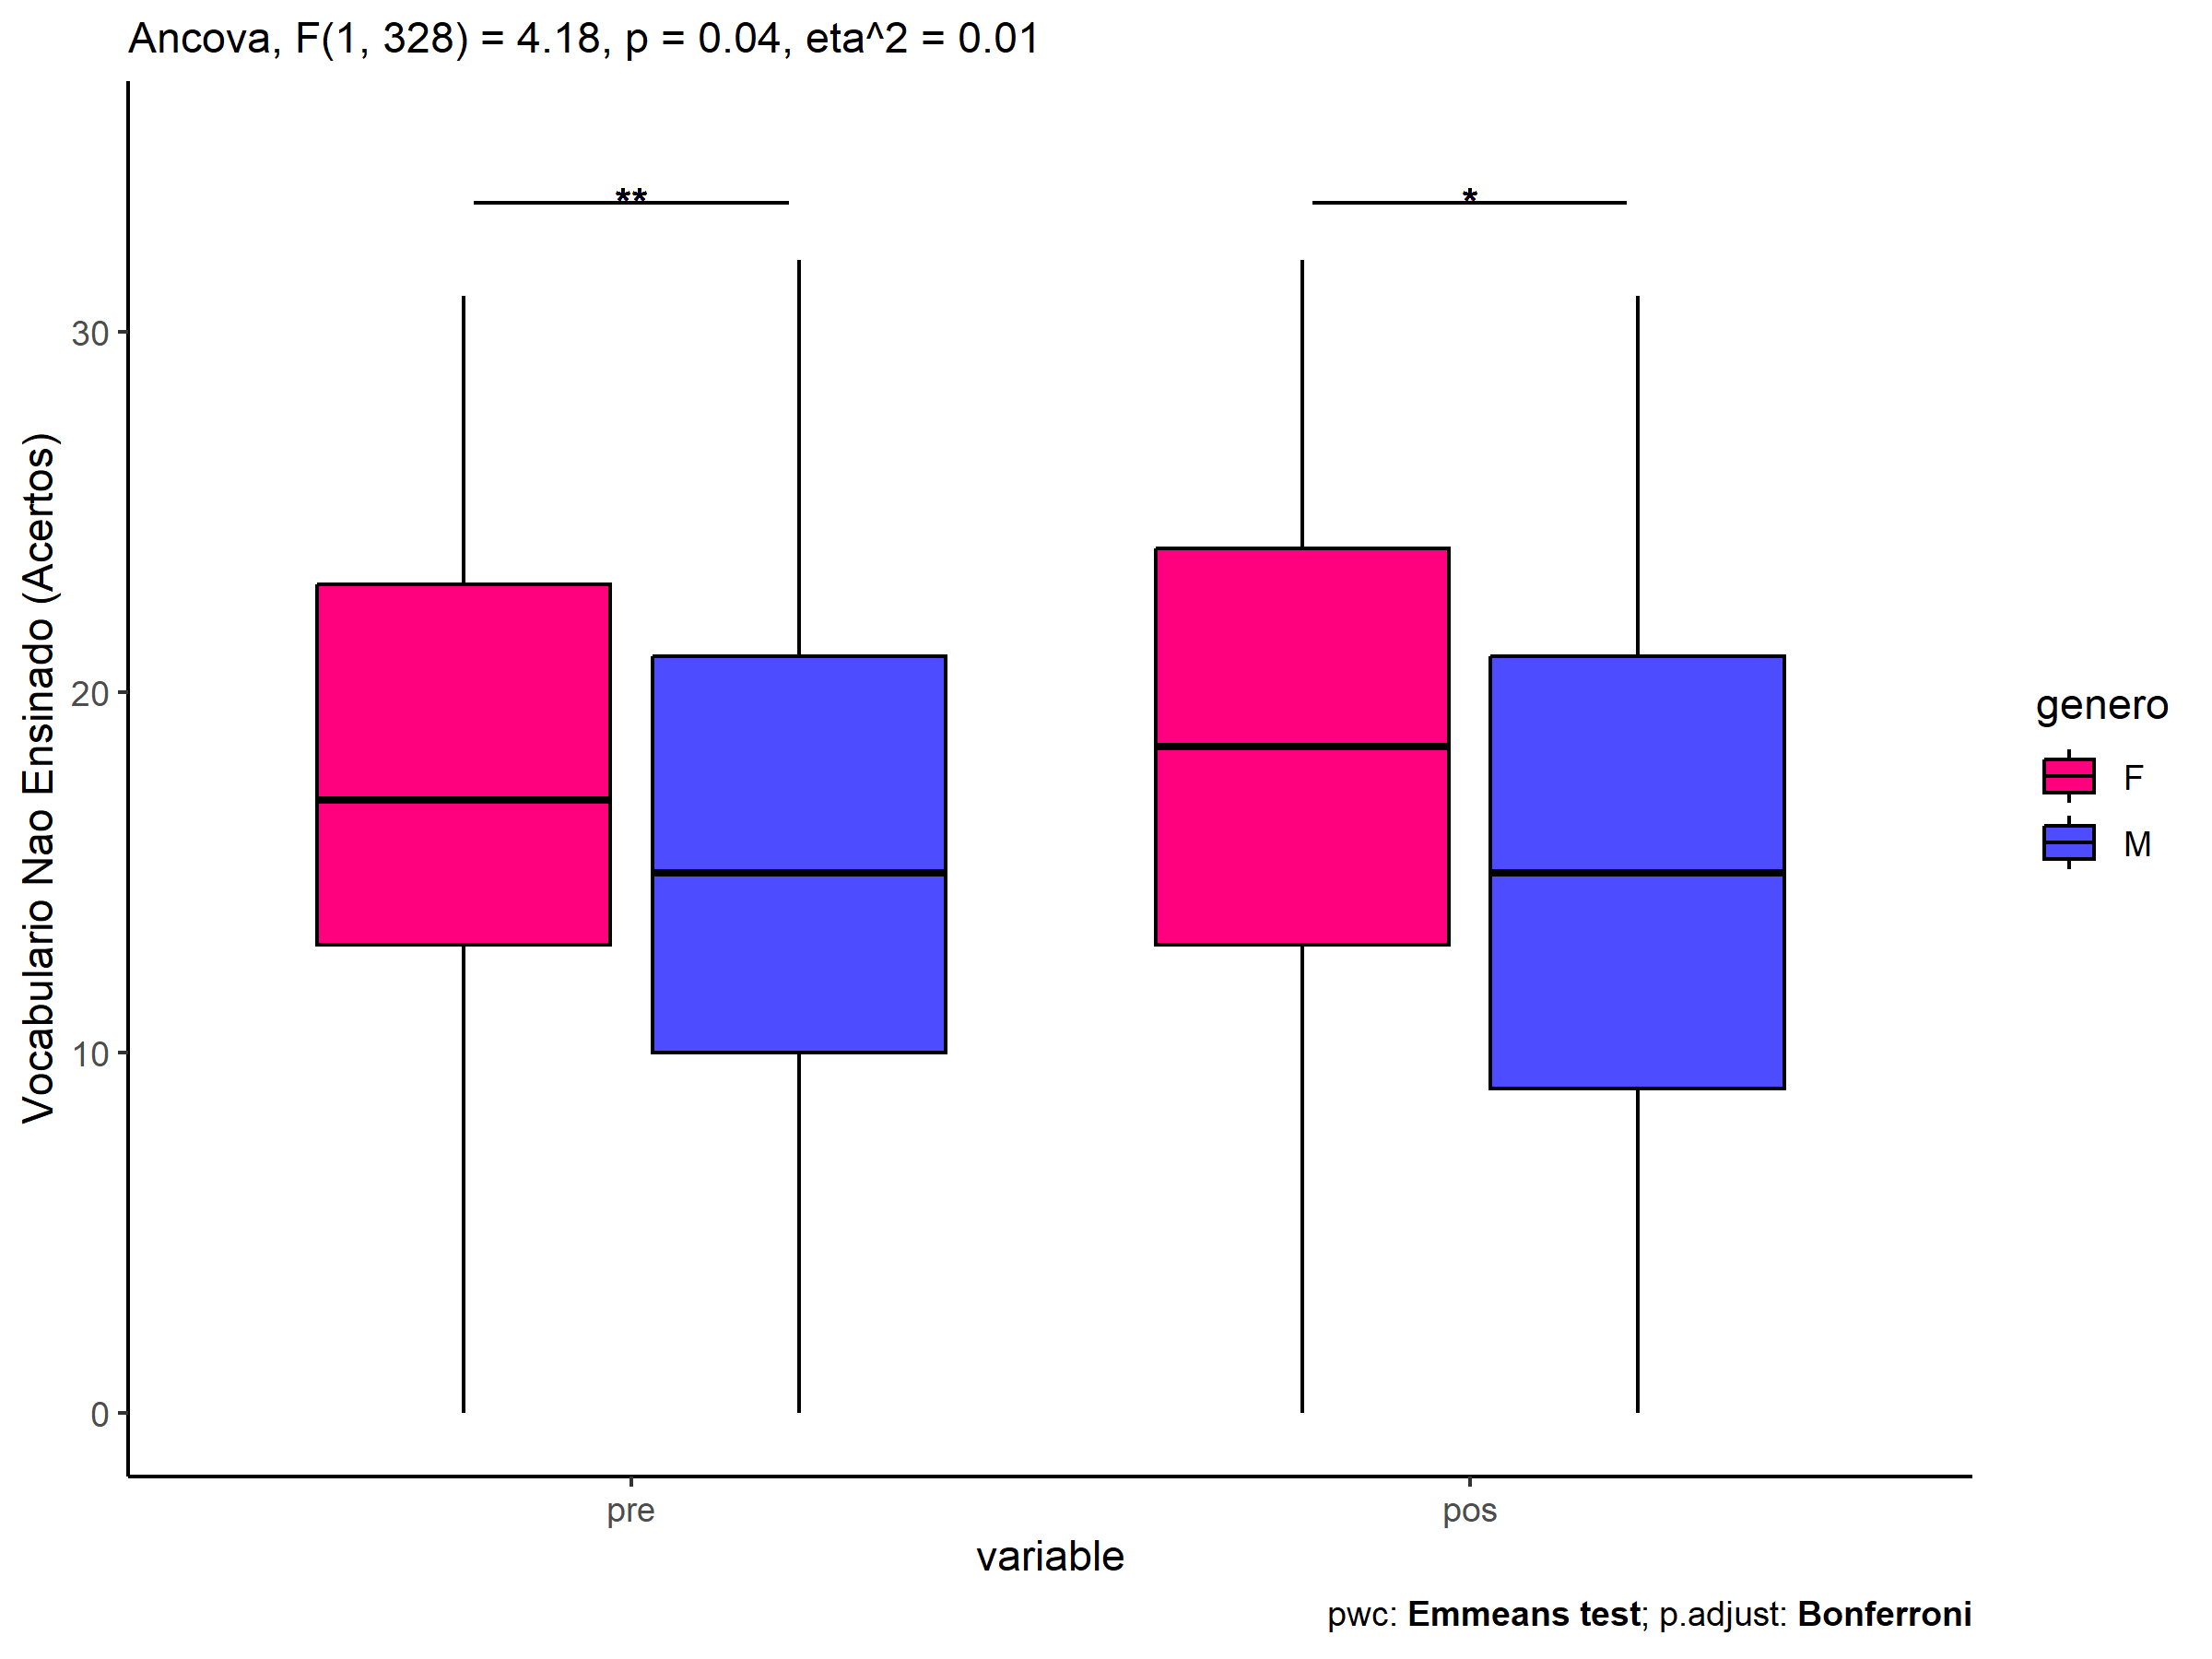 Ancova, F(1, 328) = 4.18, p = 0.04, eta^2 = 0.01
Vocabulario Nao Ensinado (Acertos)
30
20
10
0
**
*
pre
pos
variable
genero
F
M
pwc: Emmeans test; p.adjust: Bonferroni